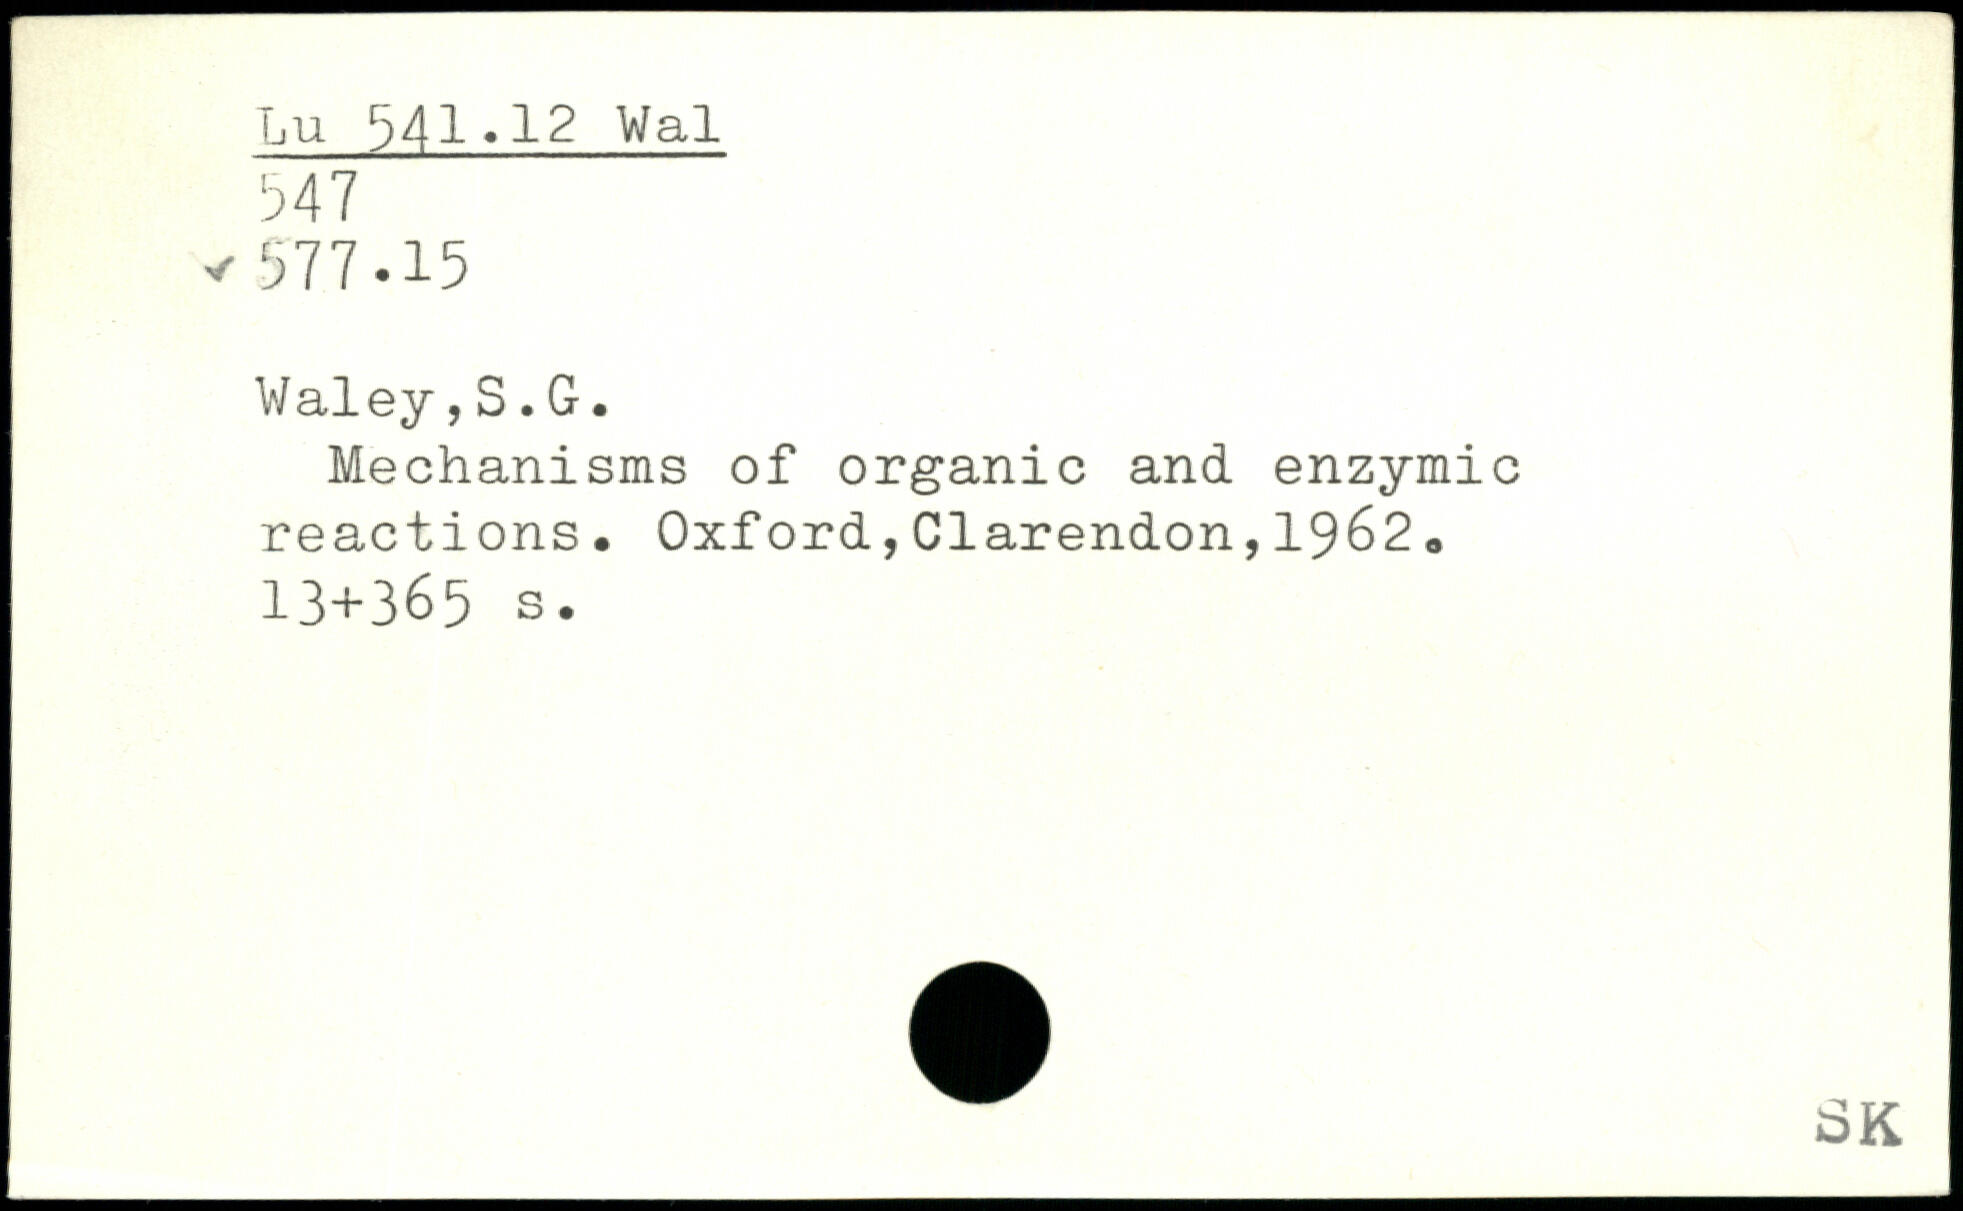 Lu 541.12 Wal
547
✓ 577.15
Waley,S.G.
Mechanisms of organic and enzymic
reactions. Oxford,Clarendon,1962.
13+365 s.
SK